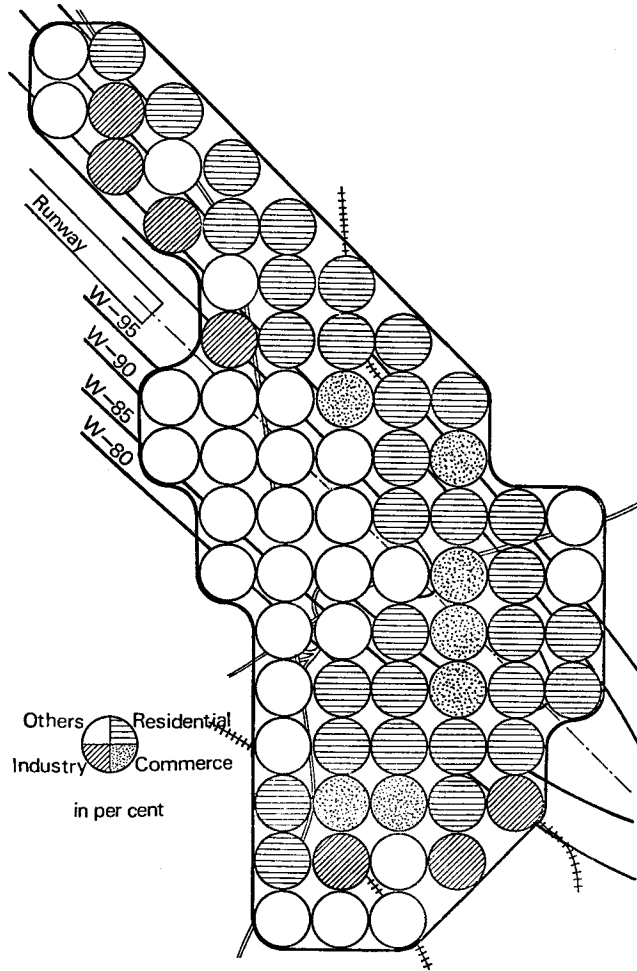 Runway
W-95
W-90
W-85
W-80
Others Residential
Industry Commerce
in per cent